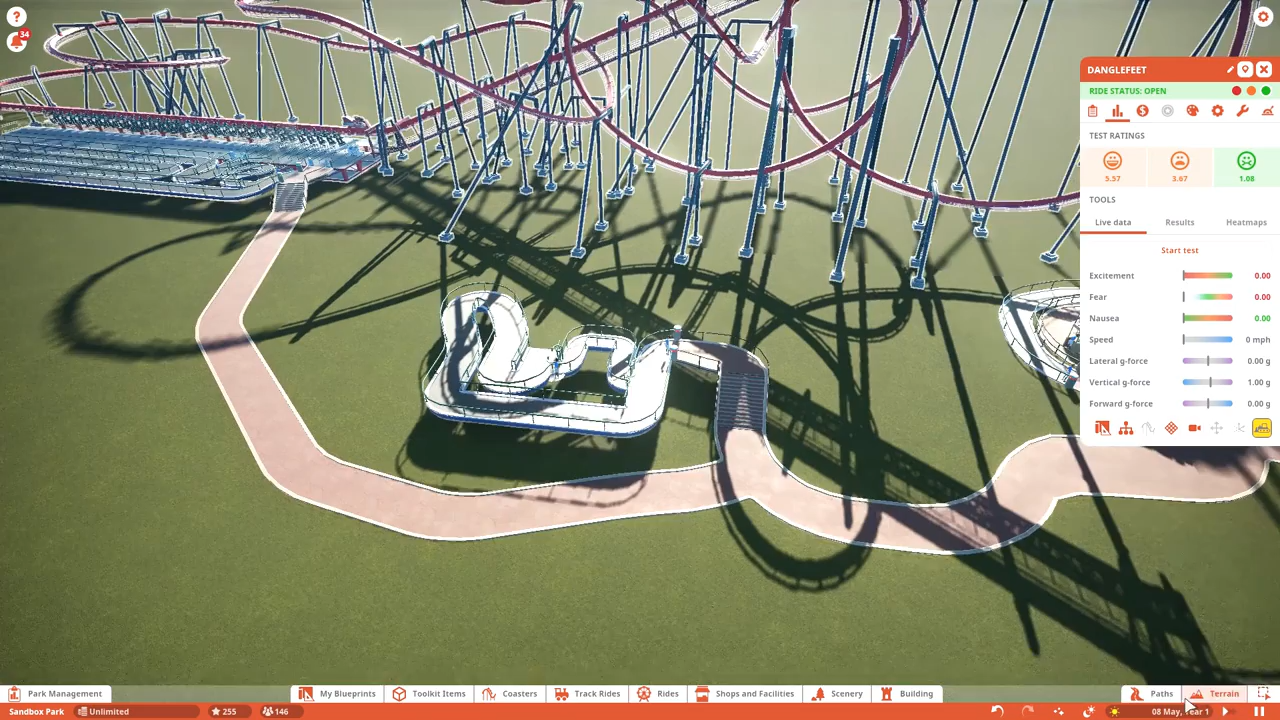 ?
34
DANGLEFEET
RIDE STATUS: OPEN
TEST RATINGS
5.57 3.67 1.08
TOOLS
Live data Results Heatmaps
Start test
Excitement 0.00
Fear 0.00
Nausea 0.00
Speed 0 mph
Lateral g-force 0.00 g
Vertical g-force 1.00 g
Forward g-force 0.00 g
Park Management My Blueprints Toolkit Items Coasters Track Rides Rides Shops and Facilities Scenery Building Paths Terrain
Sandbox Park Unlimited 255 146 08 May, Year 1